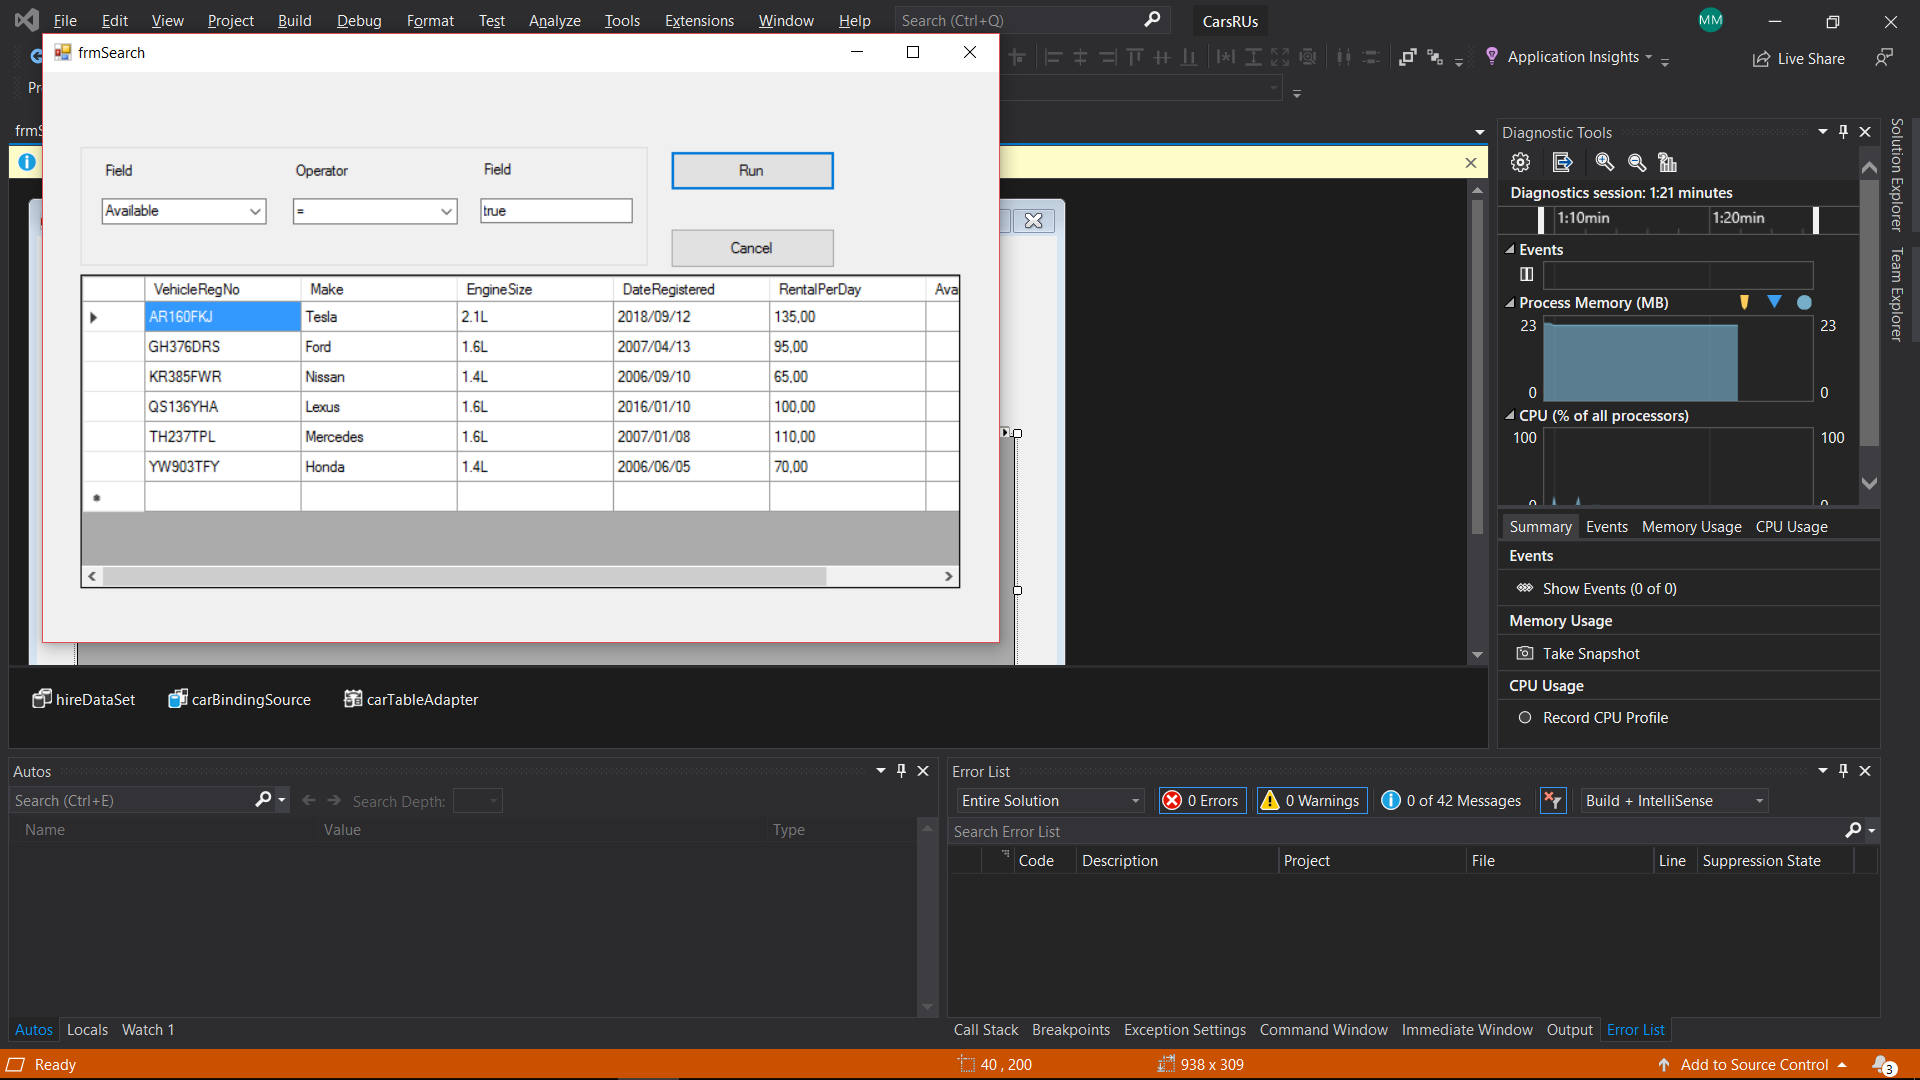 File Edit View Project Build Debug Format Test Analyze Tools Extensions Window Help Search (Ctrl+Q) CarsRUs MM
frmSearch
Application Insights Live Share
Pr
frmS
Field Operator Field
Available = true
Run
Cancel
VehicleRegNo Make EngineSize DateRegistered RentalPerDay Ava
AR160FKJ Tesla 2.1L 2018/09/12 135,00
GH376DRS Ford 1.6L 2007/04/13 95,00
KR385FWR Nissan 1.4L 2006/09/10 65,00
QS136YHA Lexus 1.6L 2016/01/10 100,00
TH237TPL Mercedes 1.6L 2007/01/08 110,00
YW903TFY Honda 1.4L 2006/06/05 70,00
hireDataSet carBindingSource carTableAdapter
Diagnostic Tools
Diagnostics session: 1:21 minutes
1:10min 1:20min
Events
Process Memory (MB)
23 23
0 0
CPU (% of all processors)
100 100
0 0
Summary Events Memory Usage CPU Usage
Events
Show Events (0 of 0)
Memory Usage
Take Snapshot
CPU Usage
Record CPU Profile
Solution Explorer
Team Explorer
Autos
Search (Ctrl+E) Search Depth:
Name Value Type
Autos Locals Watch 1
Error List
Entire Solution 0 Errors 0 Warnings 0 of 42 Messages Build + IntelliSense
Search Error List
Code Description Project File Line Suppression State
Call Stack Breakpoints Exception Settings Command Window Immediate Window Output Error List
Ready 40 , 200 938 x 309 Add to Source Control 3